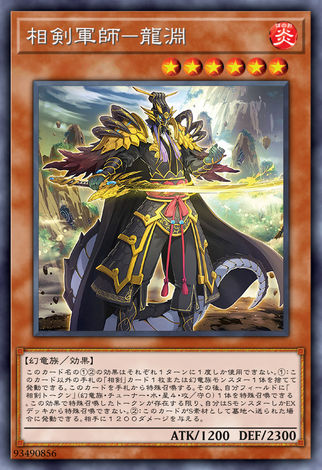 相剣軍師－龍淵
炎
ほのお
【幻竜族／効果】
このカード名の①②の効果はそれぞれ１ターンに１度しか使用できない。①：こ
のカード以外の手札の「相剣」カード１枚または幻竜族モンスター１体を捨てて
発動できる。このカードを手札から特殊召喚する。その後、自分フィールドに「
相剣トークン」（幻竜族・チューナー・水・星４・攻／守０）１体を特殊召喚できる
。この効果で特殊召喚したトークンが存在する限り、自分はＳモンスターしかＥＸ
デッキから特殊召喚できない。②：このカードがＳ素材として墓地へ送られた場
合に発動できる。相手に１２００ダメージを与える。
ATK/1200 DEF/2300
93490856